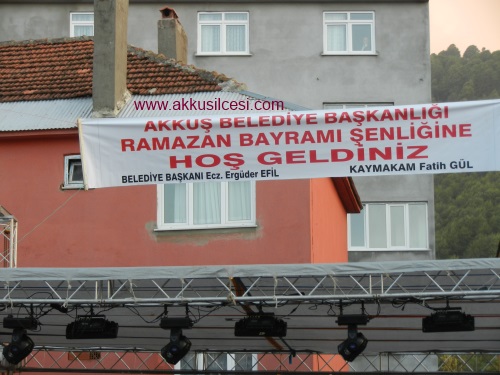 www.akkusilcesi.com
AKKUŞ BELEDİYE BAŞKANLIĞI
RAMAZAN BAYRAMI ŞENLİĞİNE
HOŞ GELDİNİZ
BELEDİYE BAŞKANI Ecz. Ergüder EFİL KAYMAKAM Fatih GÜL